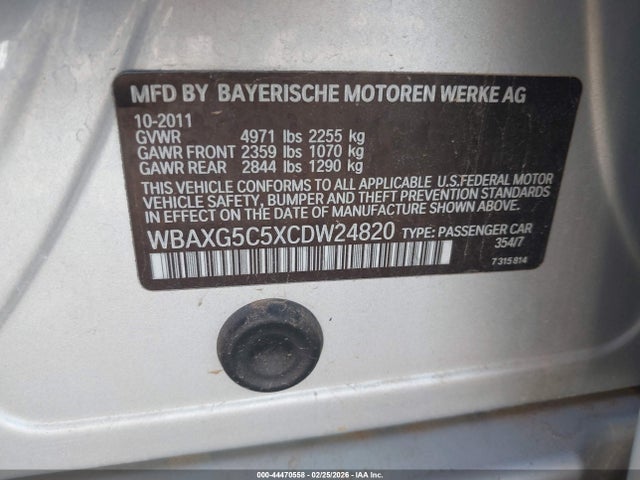 MFD BY BAYERISCHE MOTOREN WERKE AG
10-2011
GVWR 4971 lbs 2255 kg
GAWR FRONT 2359 lbs 1070 kg
GAWR REAR 2844 lbs 1290 kg
THIS VEHICLE CONFORMS TO ALL APPLICABLE U.S.FEDERAL MOTOR
VEHICLE SAFETY, BUMPER AND THEFT PREVENTION STANDARDS IN
EFFECT ON THE DATE OF MANUFACTURE SHOWN ABOVE.
WBAXG5C5XCDW24820 TYPE: PASSENGER CAR
354/7
7 315 814
000-44470558 - 02/25/2026 - IAAI.COM